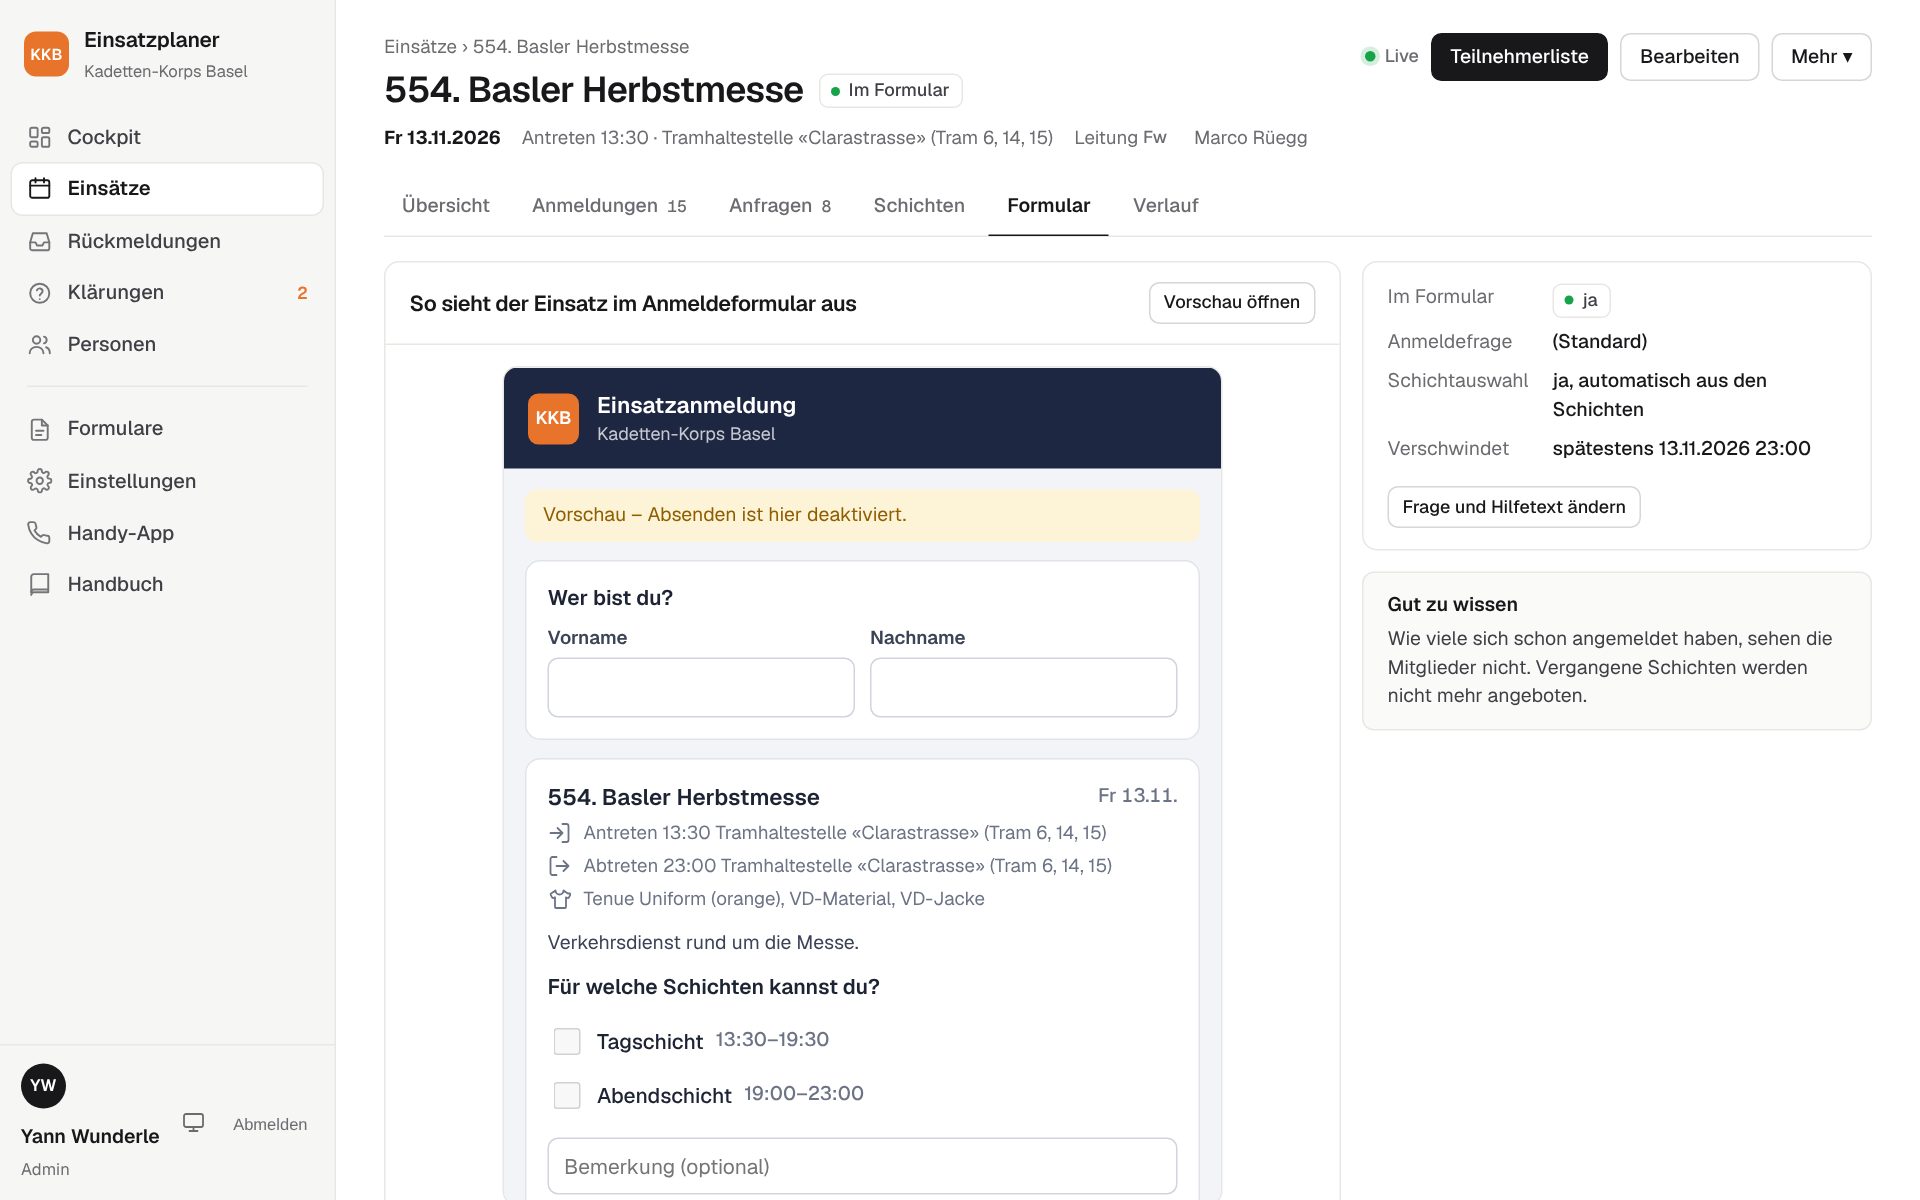 KKB
Einsatzplaner
Kadetten-Korps Basel
Cockpit
Einsätze
Rückmeldungen
Klärungen 2
Personen
Formulare
Einstellungen
Handy-App
Handbuch
YW
Yann Wunderle
Admin
Abmelden
Einsätze › 554. Basler Herbstmesse
554. Basler Herbstmesse Im Formular
Live Teilnehmerliste Bearbeiten Mehr ▾
Fr 13.11.2026 Antreten 13:30 · Tramhaltestelle «Clarastrasse» (Tram 6, 14, 15) Leitung Fw Marco Rüegg
Übersicht Anmeldungen 15 Anfragen 8 Schichten Formular Verlauf
So sieht der Einsatz im Anmeldeformular aus Vorschau öffnen
KKB
Einsatzanmeldung
Kadetten-Korps Basel
Vorschau – Absenden ist hier deaktiviert.
Wer bist du?
Vorname Nachname
554. Basler Herbstmesse Fr 13.11.
Antreten 13:30 Tramhaltestelle «Clarastrasse» (Tram 6, 14, 15)
Abtreten 23:00 Tramhaltestelle «Clarastrasse» (Tram 6, 14, 15)
Tenue Uniform (orange), VD-Material, VD-Jacke
Verkehrsdienst rund um die Messe.
Für welche Schichten kannst du?
Tagschicht 13:30–19:30
Abendschicht 19:00–23:00
Bemerkung (optional)
Im Formular ja
Anmeldefrage (Standard)
Schichtauswahl ja, automatisch aus den
Schichten
Verschwindet spätestens 13.11.2026 23:00
Frage und Hilfetext ändern
Gut zu wissen
Wie viele sich schon angemeldet haben, sehen die
Mitglieder nicht. Vergangene Schichten werden
nicht mehr angeboten.